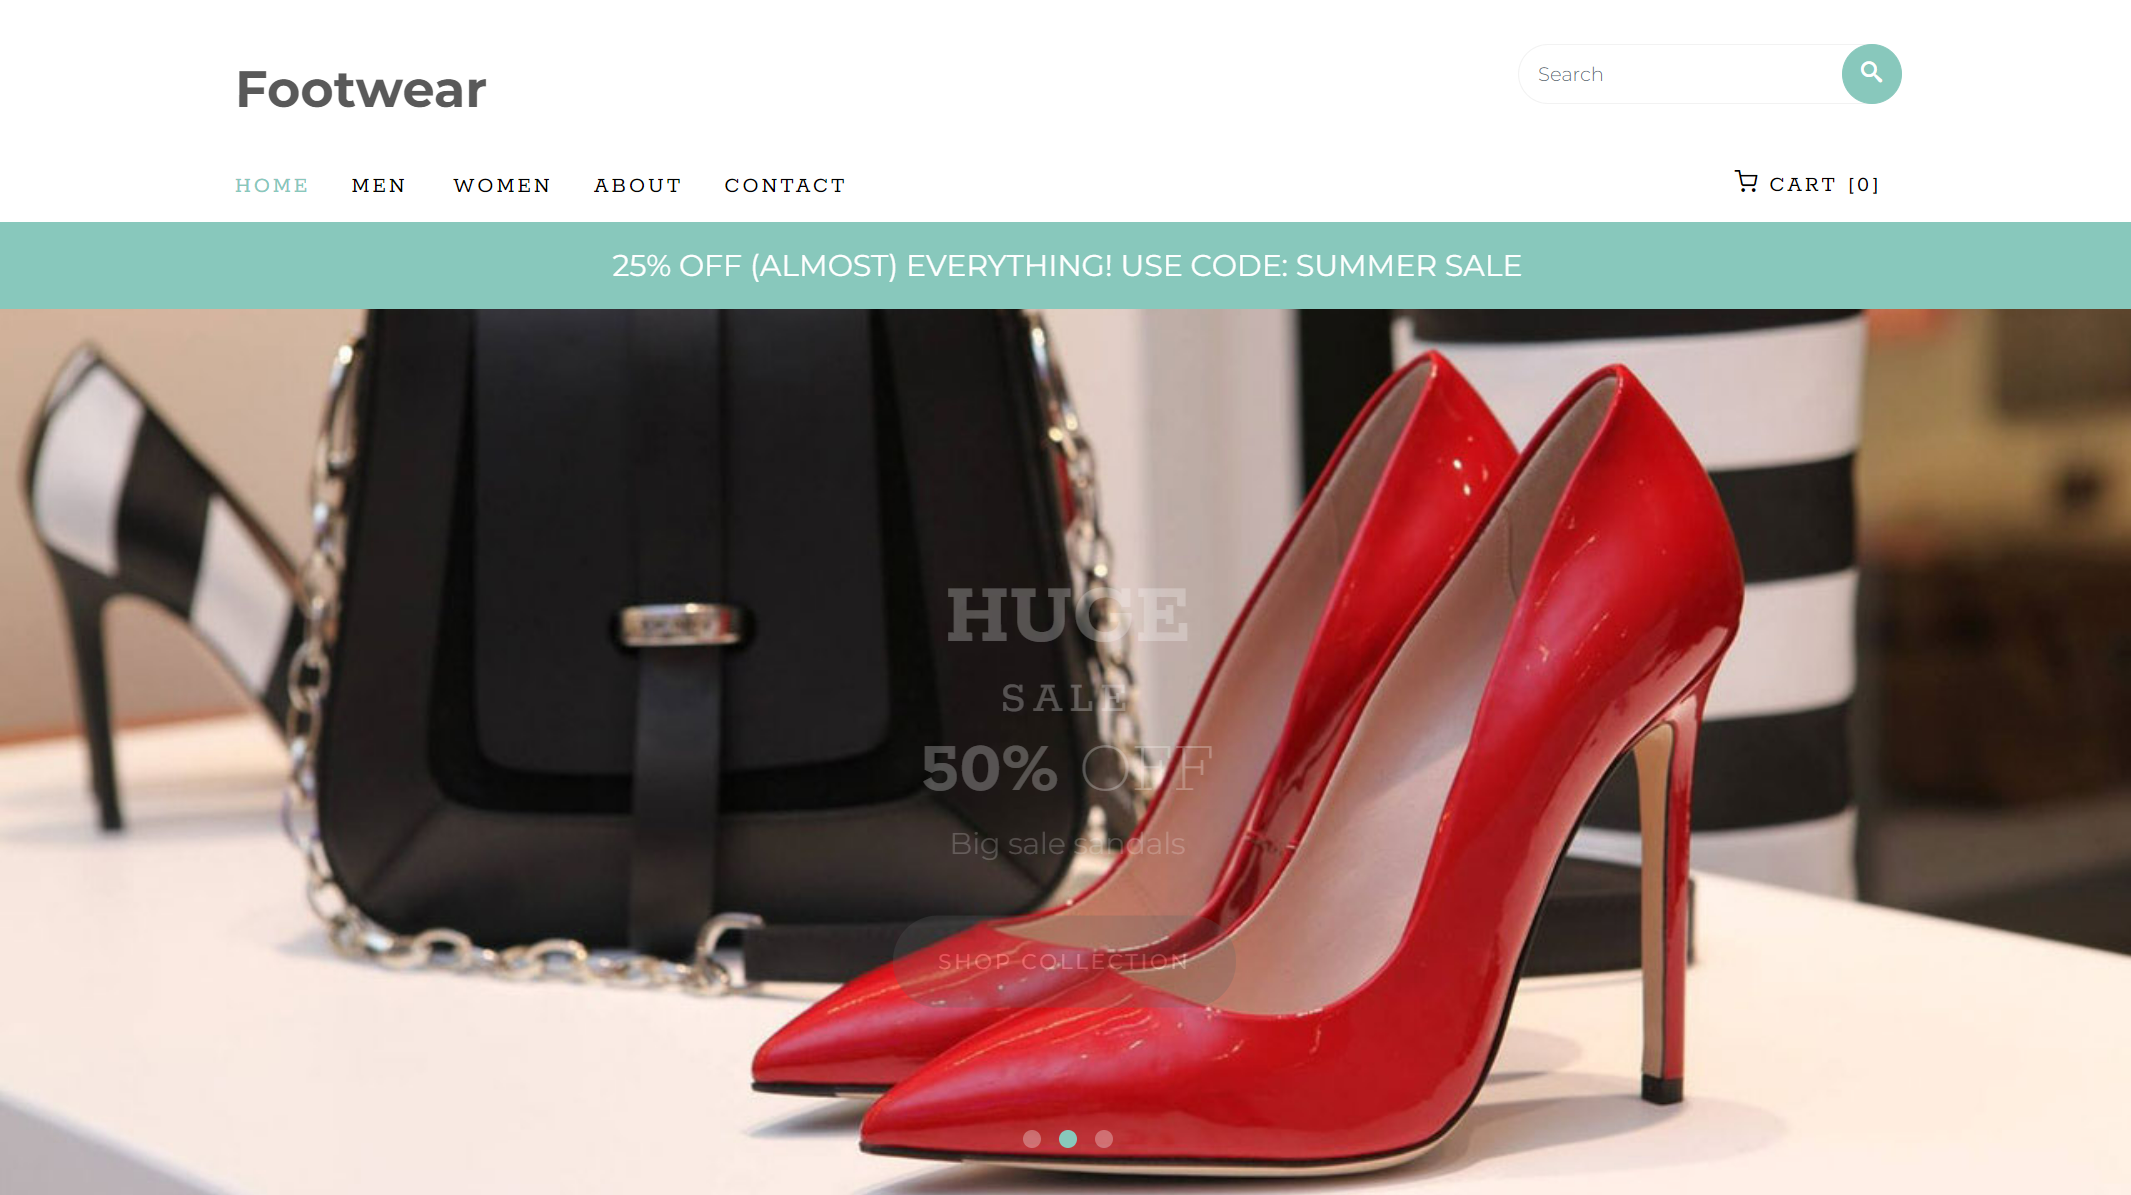 Footwear
Search
HOME MEN WOMEN ABOUT CONTACT
CART [0]
25% OFF (ALMOST) EVERYTHING! USE CODE: SUMMER SALE
HUGE
SALE
50% OFF
Big sale sandals
SHOP COLLECTION